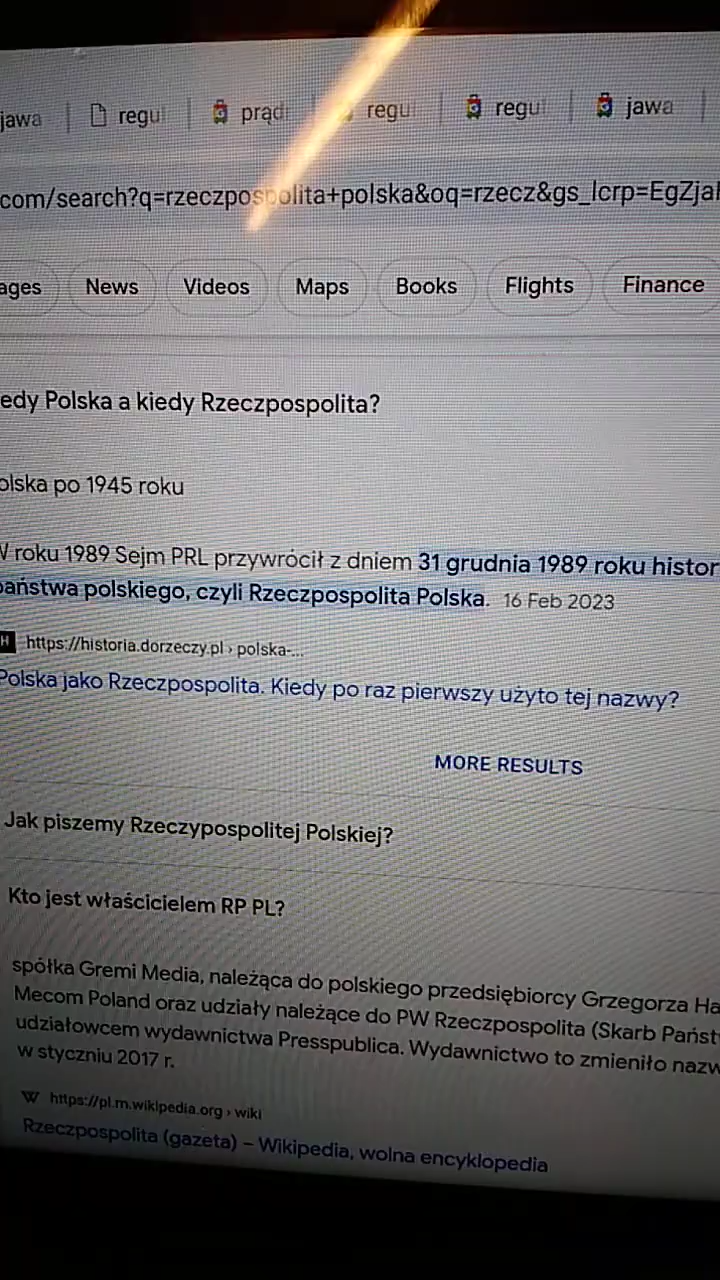 jawa regul prąd regul regul jawa
com/search?q=rzeczpospolita+polska&oq=rzecz&gs_lcrp=EgZja
ages News Videos Maps Books Flights Finance
edy Polska a kiedy Rzeczpospolita?
olska po 1945 roku
W roku 1989 Sejm PRL przywrócił z dniem 31 grudnia 1989 roku histor
państwa polskiego, czyli Rzeczpospolita Polska. 16 Feb 2023
H https://historia.dorzeczy.pl › polska-...
Polska jako Rzeczpospolita. Kiedy po raz pierwszy użyto tej nazwy?
MORE RESULTS
Jak piszemy Rzeczypospolitej Polskiej?
Kto jest właścicielem RP PL?
spółka Gremi Media, należąca do polskiego przedsiębiorcy Grzegorza Ha
Mecom Poland oraz udziały należące do PW Rzeczpospolita (Skarb Państ
udziałowcem wydawnictwa Presspublica. Wydawnictwo to zmieniło nazw
w styczniu 2017 r.
W https://pl.m.wikipedia.org › wiki
Rzeczpospolita (gazeta) – Wikipedia, wolna encyklopedia